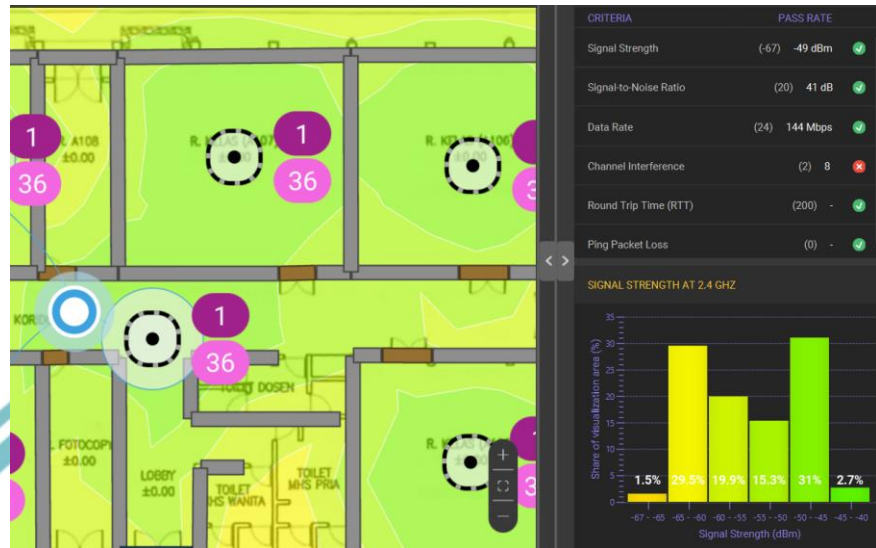 1
36
R. A108
±0.00
1
36
R. KELAS (A106)
1
36
TOILET DOSEN
±0.00
LOBBY
±0.00
TOILET
MHS PRIA
TOILET
CRITERIA PASS RATE
Signal Strength (-67) -49 dBm
Signal-to-Noise Ratio (20) 41 dB
Data Rate (24) 144 Mbps
Channel Interference (2) 8
Round Trip Time (RTT) (200) -
Ping Packet Loss (0) -
SIGNAL STRENGTH AT 2.4 GHZ
Share of visualization area (%)
35
30
25
20
15
10
5
0
1.5% 29.5% 19.9% 15.3% 31% 2.7%
-67 - -65 -65 - -60 -60 - -55 -55 - -50 -50 - -45 -45 - -40
Signal Strength (dBm)